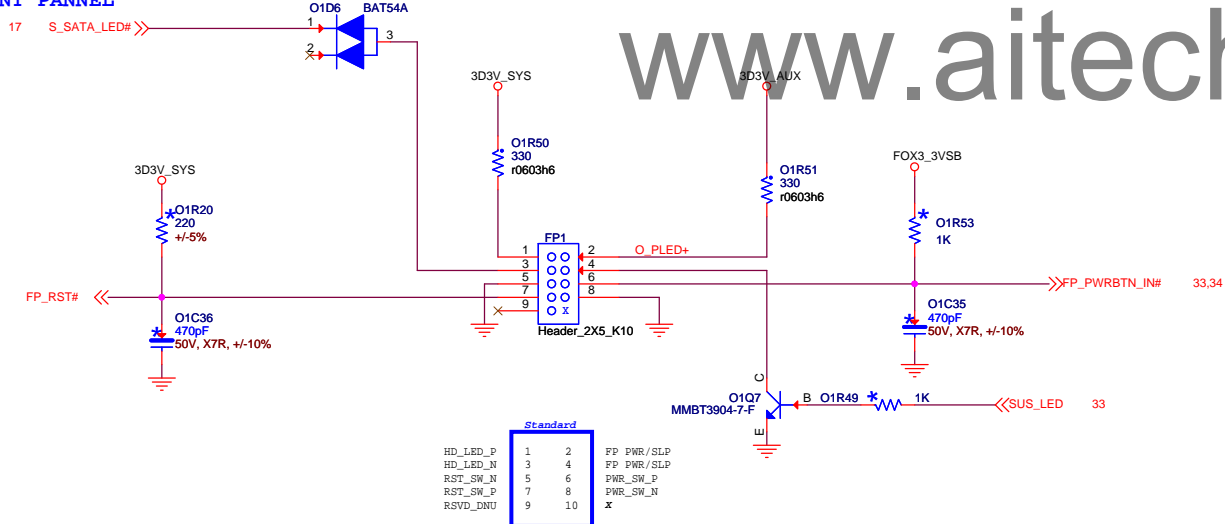 NT PANNEL
17 S_SATA_LED#
O1D6 BAT54A
1
2
3
www.aitech
3D3V_SYS
3D3V_AUX
O1R50
330
r0603h6
O1R51
330
r0603h6
FOX3_3VSB
3D3V_SYS
*O1R20
220
+/-5%
* O1R53
1K
FP1
1 2 O_PLED+
3 4
5 6
7 8
9 X
Header_2X5_K10
FP_RST#
FP_PWRBTN_IN# 33,34
O1C36
* 470pF
50V, X7R, +/-10%
O1C35
* 470pF
50V, X7R, +/-10%
C
O1Q7
MMBT3904-7-F
B O1R49 * 1K
E
SUS_LED 33
Standard
HD_LED_P 1 2 FP PWR/SLP
HD_LED_N 3 4 FP PWR/SLP
RST_SW_N 5 6 PWR_SW_P
RST_SW_P 7 8 PWR_SW_N
RSVD_DNU 9 10 X